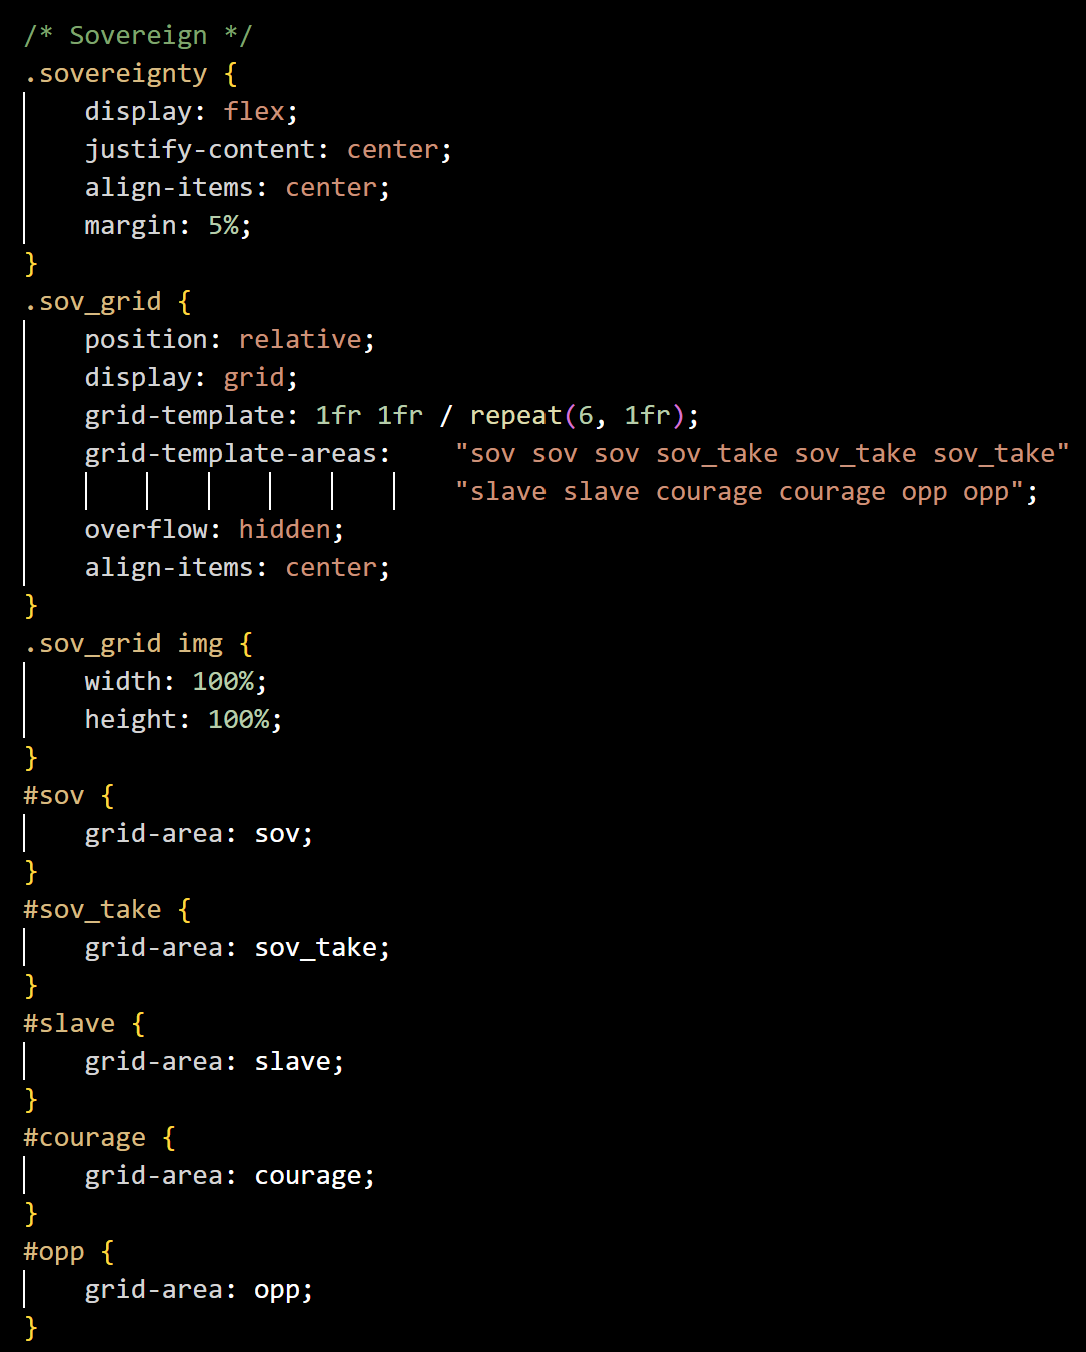 /* Sovereign */
.sovereignty {
    display: flex;
    justify-content: center;
    align-items: center;
    margin: 5%;
}
.sov_grid {
    position: relative;
    display: grid;
    grid-template: 1fr 1fr / repeat(6, 1fr);
    grid-template-areas:    "sov sov sov sov_take sov_take sov_take"
                            "slave slave courage courage opp opp";
    overflow: hidden;
    align-items: center;
}
.sov_grid img {
    width: 100%;
    height: 100%;
}
#sov {
    grid-area: sov;
}
#sov_take {
    grid-area: sov_take;
}
#slave {
    grid-area: slave;
}
#courage {
    grid-area: courage;
}
#opp {
    grid-area: opp;
}